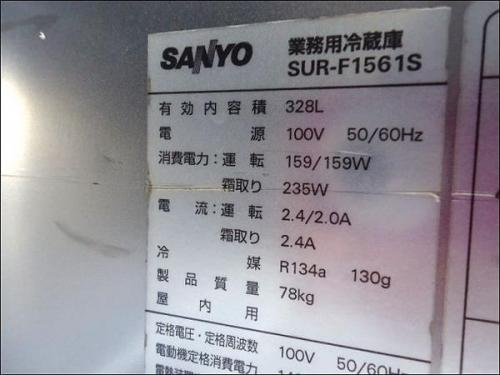 SANYO 業務用冷蔵庫
SUR-F1561S
有効内容積 328L
電源 100V 50/60Hz
消費電力：運転 159/159W
霜取り 235W
電流：運転 2.4/2.0A
霜取り 2.4A
冷媒 R134a 130g
製品質量 78kg
屋内用
定格電圧・定格周波数 100V 50/60Hz
電動機定格消費電力
電熱装置